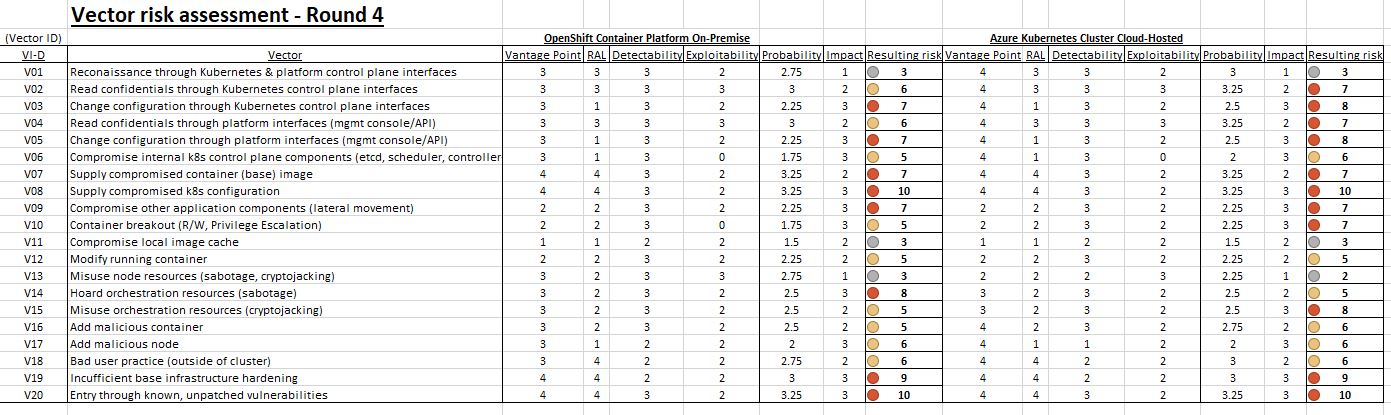 Vector risk assessment - Round 4
(Vector ID) OpenShift Container Platform On-Premise Azure Kubernetes Cluster Cloud-Hosted
VI-D Vector Vantage Point RAL Detectability Exploitability Probability Impact Resulting risk Vantage Point RAL Detectability Exploitability Probability Impact Resulting risk
V01 Reconaissance through Kubernetes & platform control plane interfaces 3 3 3 2 2.75 1 3 4 3 3 2 3 1 3
V02 Read confidentials through Kubernetes control plane interfaces 3 3 3 3 3 2 6 4 3 3 3 3.25 2 7
V03 Change configuration through Kubernetes control plane interfaces 3 1 3 2 2.25 3 7 4 1 3 2 2.5 3 8
V04 Read confidentials through platform interfaces (mgmt console/API) 3 3 3 3 3 2 6 4 3 3 3 3.25 2 7
V05 Change configuration through platform interfaces (mgmt console/API) 3 1 3 2 2.25 3 7 4 1 3 2 2.5 3 8
V06 Compromise internal k8s control plane components (etcd, scheduler, controller 3 1 3 0 1.75 3 5 4 1 3 0 2 3 6
V07 Supply compromised container (base) image 4 4 3 2 3.25 2 7 4 4 3 2 3.25 2 7
V08 Supply compromised k8s configuration 4 4 3 2 3.25 3 10 4 4 3 2 3.25 3 10
V09 Compromise other application components (lateral movement) 2 2 3 2 2.25 3 7 2 2 3 2 2.25 3 7
V10 Container breakout (R/W, Privilege Escalation) 2 2 3 0 1.75 3 5 2 2 3 2 2.25 3 7
V11 Compromise local image cache 1 1 2 2 1.5 2 3 1 1 2 2 1.5 2 3
V12 Modify running container 2 2 3 2 2.25 2 5 2 2 3 2 2.25 2 5
V13 Misuse node resources (sabotage, cryptojacking) 3 2 3 3 2.75 1 3 2 2 2 3 2.25 1 2
V14 Hoard orchestration resources (sabotage) 3 2 3 2 2.5 3 8 3 2 3 2 2.5 2 5
V15 Misuse orchestration resources (cryptojacking) 3 2 3 2 2.5 2 5 3 2 3 2 2.5 3 8
V16 Add malicious container 3 2 3 2 2.5 2 5 4 2 3 2 2.75 2 6
V17 Add malicious node 3 1 2 2 2 3 6 4 1 1 2 2 3 6
V18 Bad user practice (outside of cluster) 3 4 2 2 2.75 2 6 4 4 2 2 3 2 6
V19 Insufficient base infrastructure hardening 4 4 2 2 3 3 9 4 4 2 2 3 3 9
V20 Entry through known, unpatched vulnerabilities 4 4 2 3 3.25 3 10 4 4 2 3 3.25 3 10